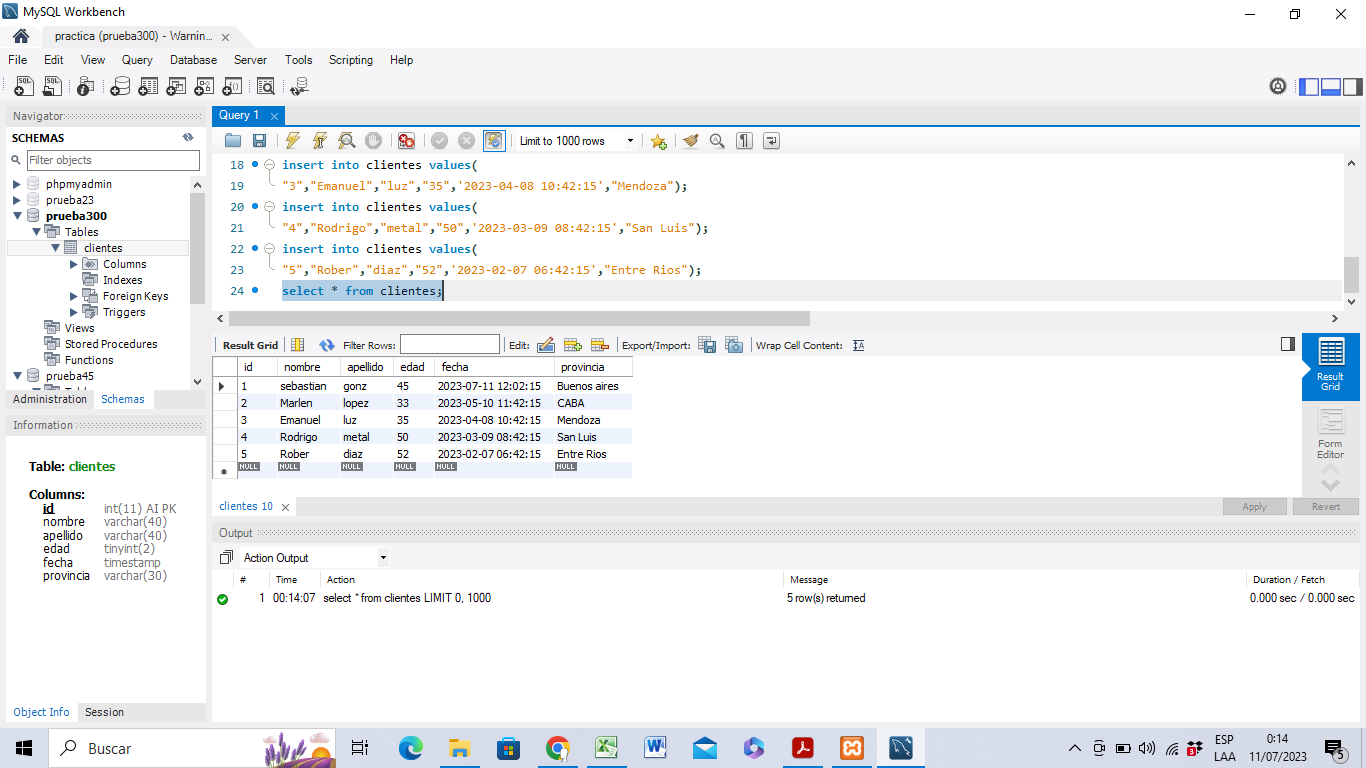 MySQL Workbench
practica (prueba300) - Warnin...
File Edit View Query Database Server Tools Scripting Help
Navigator
SCHEMAS
Filter objects
phpmyadmin
prueba23
prueba300
Tables
clientes
Columns
Indexes
Foreign Keys
Triggers
Views
Stored Procedures
Functions
prueba45
Administration Schemas
Information
Table: clientes
Columns:
id int(11) AI PK
nombre varchar(40)
apellido varchar(40)
edad tinyint(2)
fecha timestamp
provincia varchar(30)
Object Info Session
Query 1
Limit to 1000 rows
18 insert into clientes values(
19 "3","Emanuel","luz","35",'2023-04-08 10:42:15',"Mendoza");
20 insert into clientes values(
21 "4","Rodrigo","metal","50",'2023-03-09 08:42:15',"San Luis");
22 insert into clientes values(
23 "5","Rober","diaz","52",'2023-02-07 06:42:15',"Entre Rios");
24 select * from clientes;
Result Grid Filter Rows: Edit: Export/Import: Wrap Cell Content:
id nombre apellido edad fecha provincia
1 sebastian gonz 45 2023-07-11 12:02:15 Buenos aires
2 Marlen lopez 33 2023-05-10 11:42:15 CABA
3 Emanuel luz 35 2023-04-08 10:42:15 Mendoza
4 Rodrigo metal 50 2023-03-09 08:42:15 San Luis
5 Rober diaz 52 2023-02-07 06:42:15 Entre Rios
NULL NULL NULL NULL NULL NULL
Result
Grid
Form
Editor
clientes 10
Apply Revert
Output
Action Output
# Time Action Message Duration / Fetch
1 00:14:07 select * from clientes LIMIT 0, 1000 5 row(s) returned 0.000 sec / 0.000 sec
Buscar
ESP
LAA
0:14
11/07/2023
5